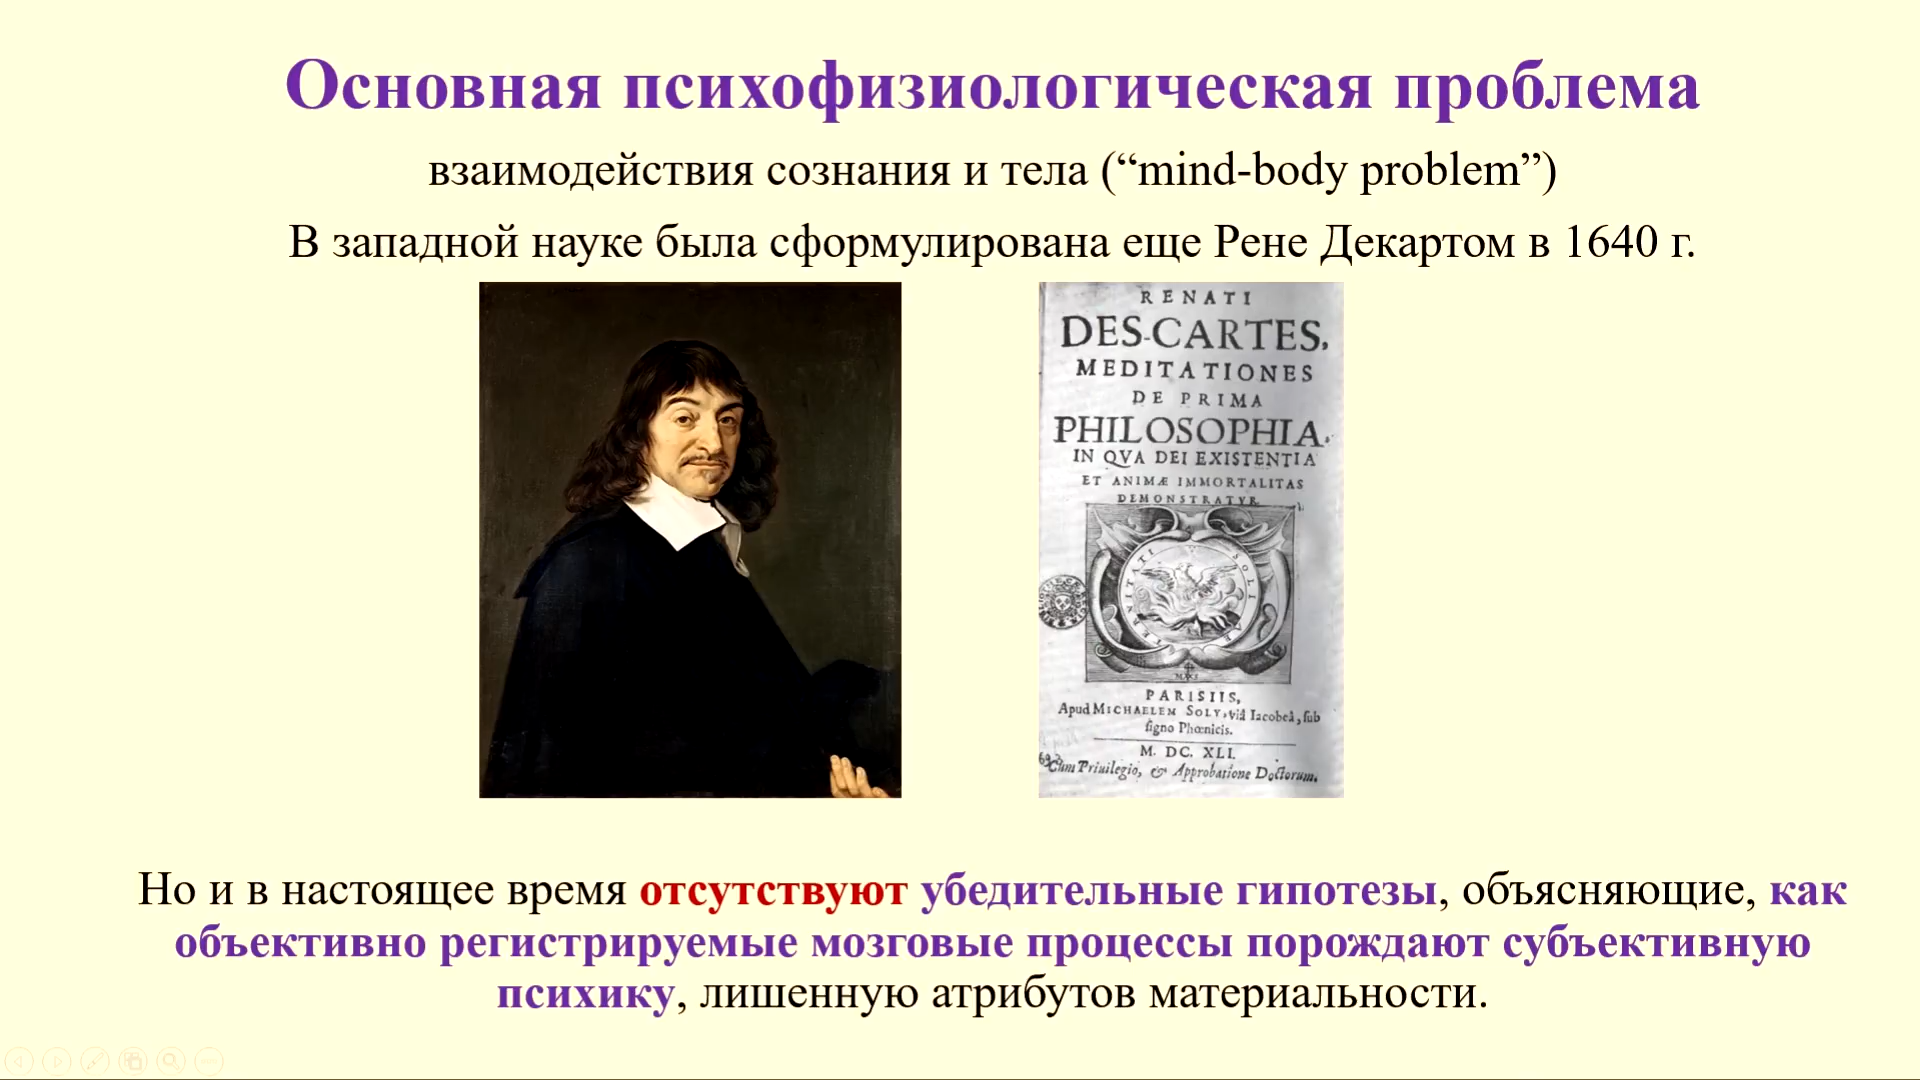 Основная психофизиологическая проблема
взаимодействия сознания и тела (“mind-body problem”)
В западной науке была сформулирована еще Рене Декартом в 1640 г.
RENATI
DES-CARTES,
MEDITATIONES
DE PRIMA
PHILOSOPHIA,
IN QVA DEI EXISTENTIA
ET ANIMÆ IMMORTALITAS
DEMONSTRATVR.
PARISIIS,
Apud MICHAELEM SOLY, viâ Iacobeâ, sub
signo Phœnicis.
M. DC. XLI.
Cum Priuilegio, & Approbatione Doctorum.
Но и в настоящее время отсутствуют убедительные гипотезы, объясняющие, как
объективно регистрируемые мозговые процессы порождают субъективную
психику, лишенную атрибутов материальности.